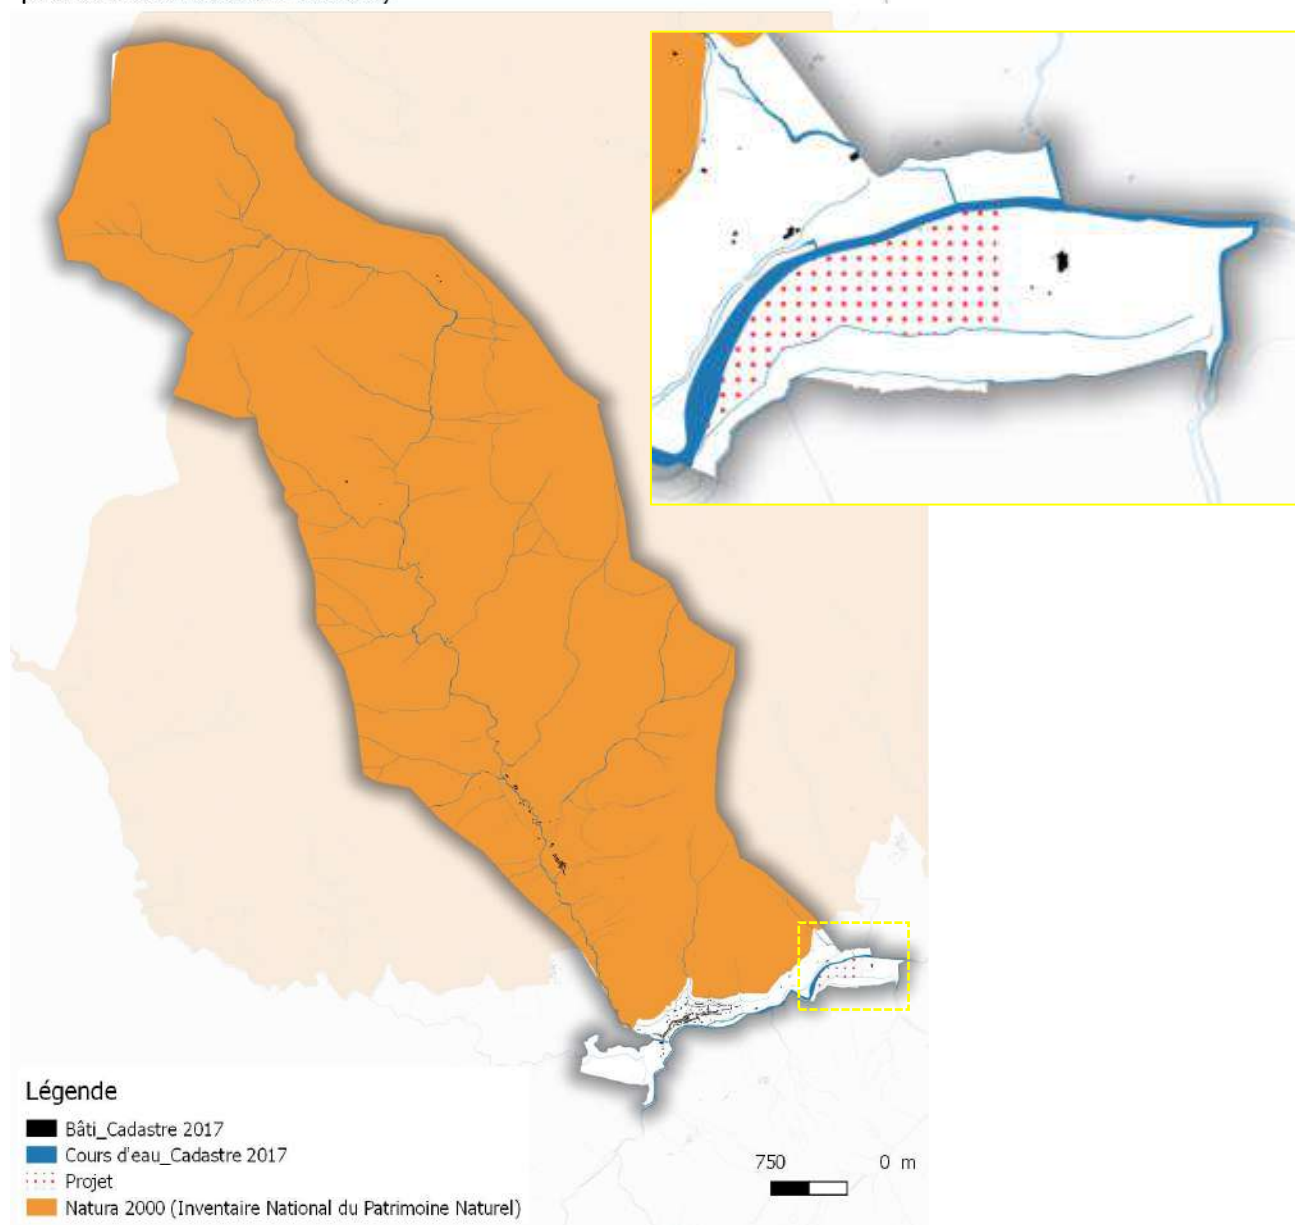 Légende
Bâti_Cadastre 2017
Cours d'eau_Cadastre 2017
Projet
Natura 2000 (Inventaire National du Patrimoine Naturel)
750 0 m